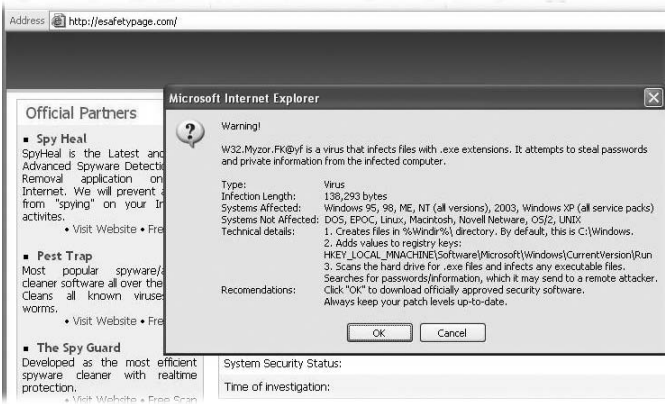 Address http://esafetypage.com/
Official Partners
Spy Heal
SpyHeal is the Latest and
Advanced Spyware Detectio
Removal application on
Internet. We will prevent a
from "spying" on your In
activites.
• Visit Website • Fre
Pest Trap
Most popular spyware/a
cleaner software all over the
Cleans all known viruse
worms.
• Visit Website • Fre
The Spy Guard
Developed as the most efficient
spyware cleaner with realtime
protection.
• Visit Website • Free Scan
Microsoft Internet Explorer
Warning!
W32.Myzor.FK@yf is a virus that infects files with .exe extensions. It attempts to steal passwords
and private information from the infected computer.
Type: Virus
Infection Length: 138,293 bytes
Systems Affected: Windows 95, 98, ME, NT (all versions), 2003, Windows XP (all service packs)
Systems Not Affected: DOS, EPOC, Linux, Macintosh, Novell Netware, OS/2, UNIX
Technical details: 1. Creates files in %Windir%\ directory. By default, this is C:\Windows.
2. Adds values to registry keys:
HKEY_LOCAL_MNACHINE\Software\Microsoft\Windows\CurrentVersion\Run
3. Scans the hard drive for .exe files and infects any executable files.
Searches for passwords/information, which it may send to a remote attacker.
Recomendations: Click "OK" to download officially approved security software.
Always keep your patch levels up-to-date.
OK Cancel
System Security Status:
Time of investigation: